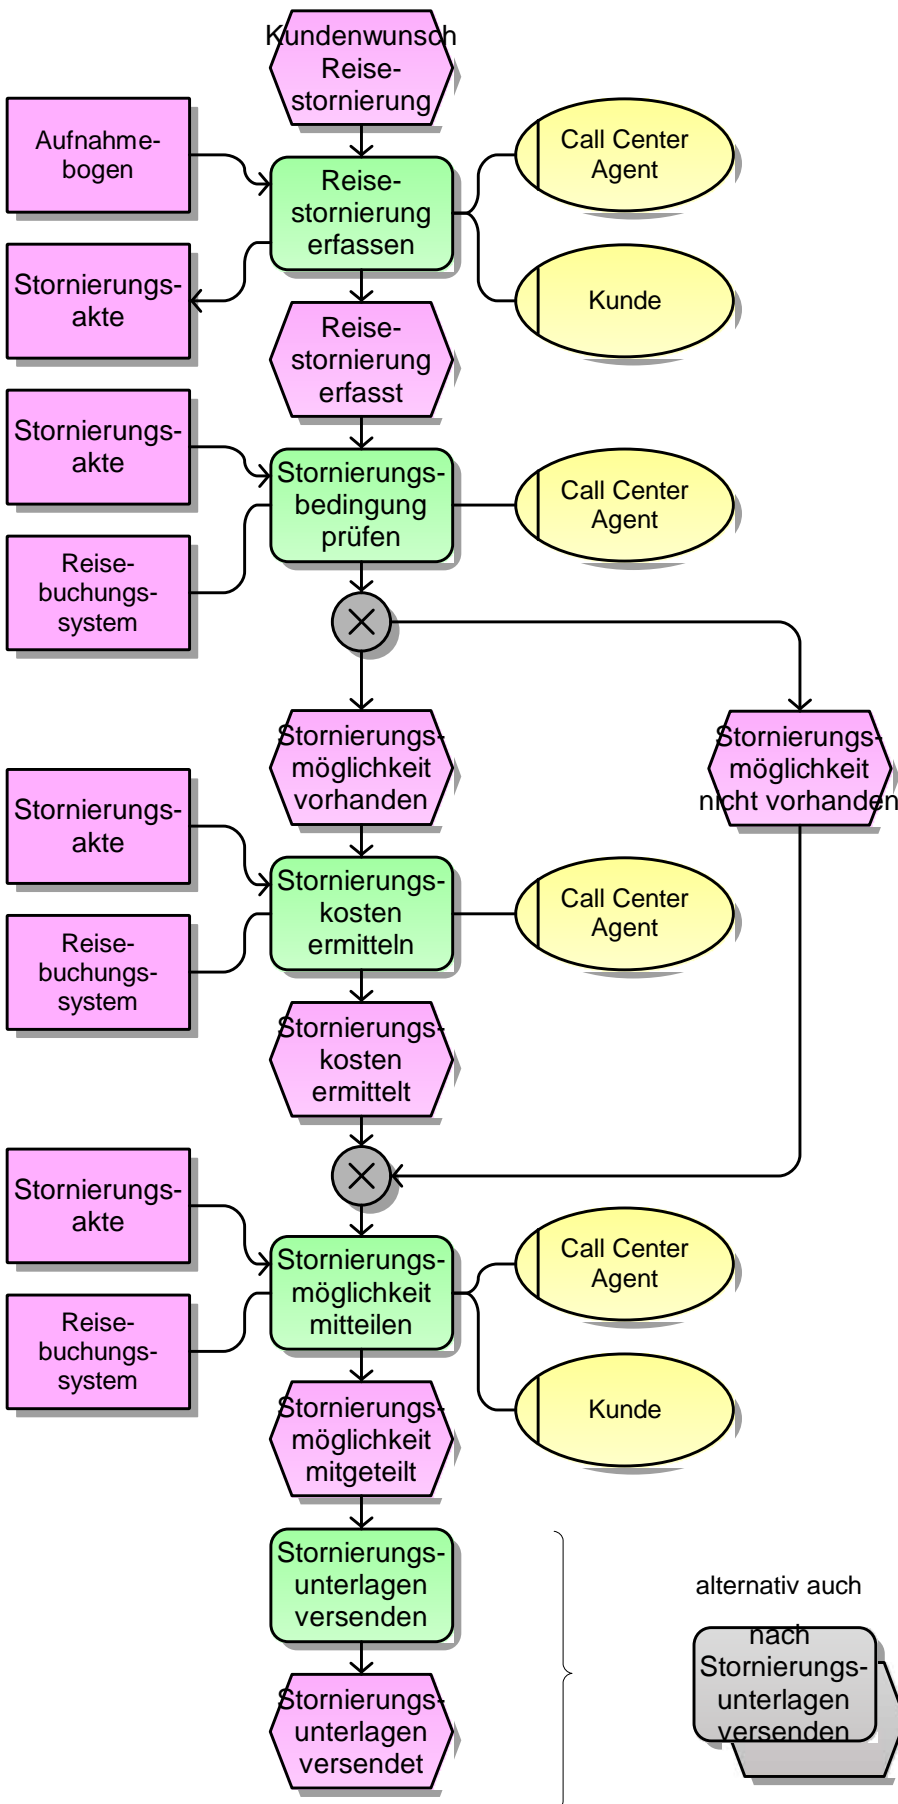 Kundenwunsch
Reise-
stornierung
Aufnahme-
bogen
Reise-
stornierung
erfassen
Call Center
Agent
Stornierungs-
akte
Kunde
Reise-
stornierung
erfasst
Stornierungs-
akte
Stornierungs-
bedingung
prüfen
Call Center
Agent
Reise-
buchungs-
system
Stornierungs-
möglichkeit
vorhanden
Stornierungs-
möglichkeit
nicht vorhanden
Stornierungs-
akte
Stornierungs-
kosten
ermitteln
Call Center
Agent
Reise-
buchungs-
system
Stornierungs-
kosten
ermittelt
Stornierungs-
akte
Stornierungs-
möglichkeit
mitteilen
Call Center
Agent
Reise-
buchungs-
system
Kunde
Stornierungs-
möglichkeit
mitgeteilt
Stornierungs-
unterlagen
versenden
alternativ auch
nach
Stornierungs-
unterlagen
versenden
Stornierungs-
unterlagen
versendet